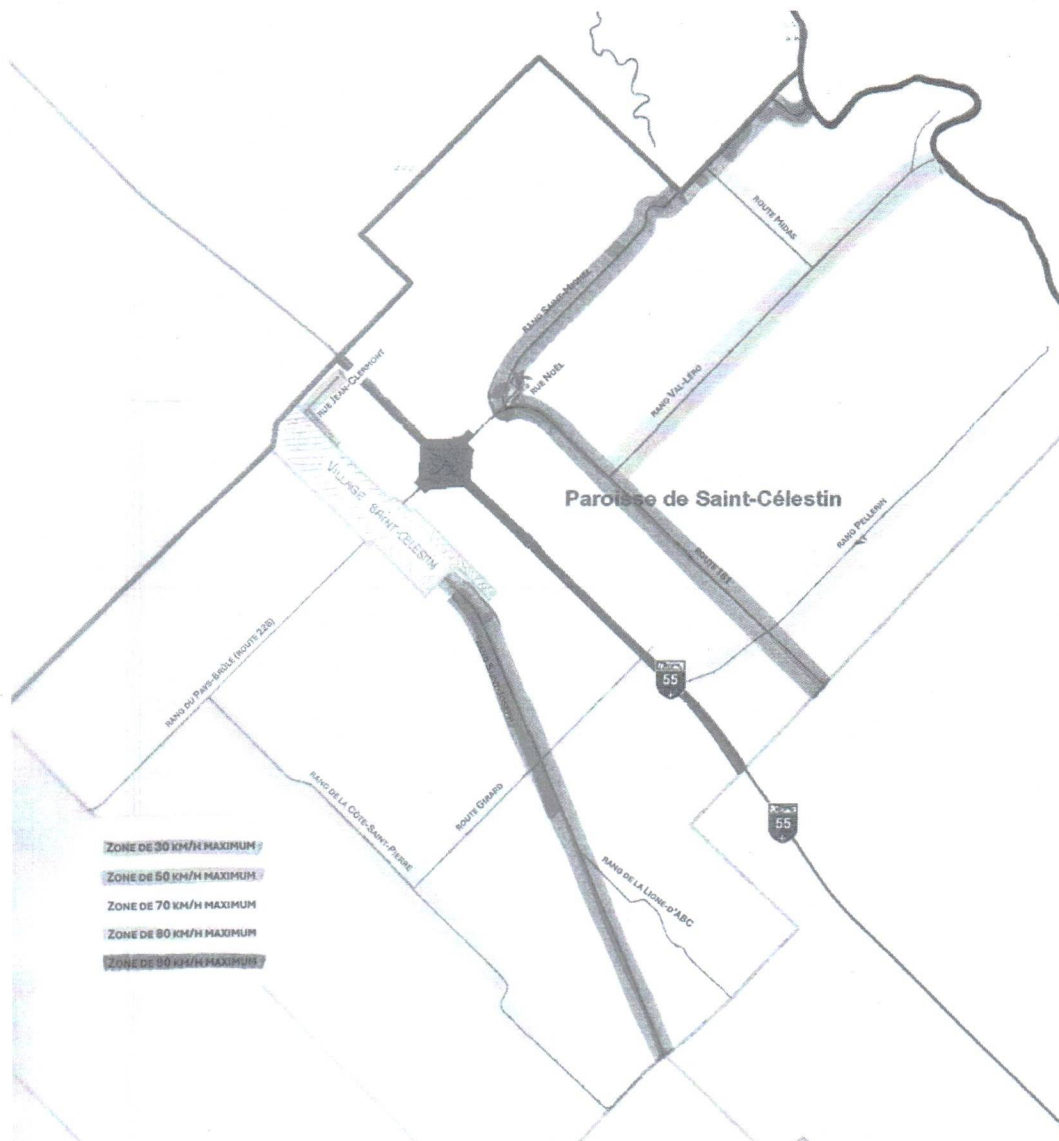 ROUTE MIDAS
RANG SAINT-MICHEL
RUE JEAN-CLERMONT
RUE NOËL
RANG VAL-LÉRO
VILLAGE SAINT-CÉLESTIN
Paroisse de Saint-Célestin
RANG PELLERIN
ROUTE 161
RANG DU PAYS-BRÛLÉ (ROUTE 226)
55
RANG DE LA CÔTE-SAINT-PIERRE
ROUTE GIRARD
55
RANG DE LA LIGNE-D'ABC
ZONE DE 30 KM/H MAXIMUM
ZONE DE 50 KM/H MAXIMUM
ZONE DE 70 KM/H MAXIMUM
ZONE DE 80 KM/H MAXIMUM
ZONE DE 90 KM/H MAXIMUM